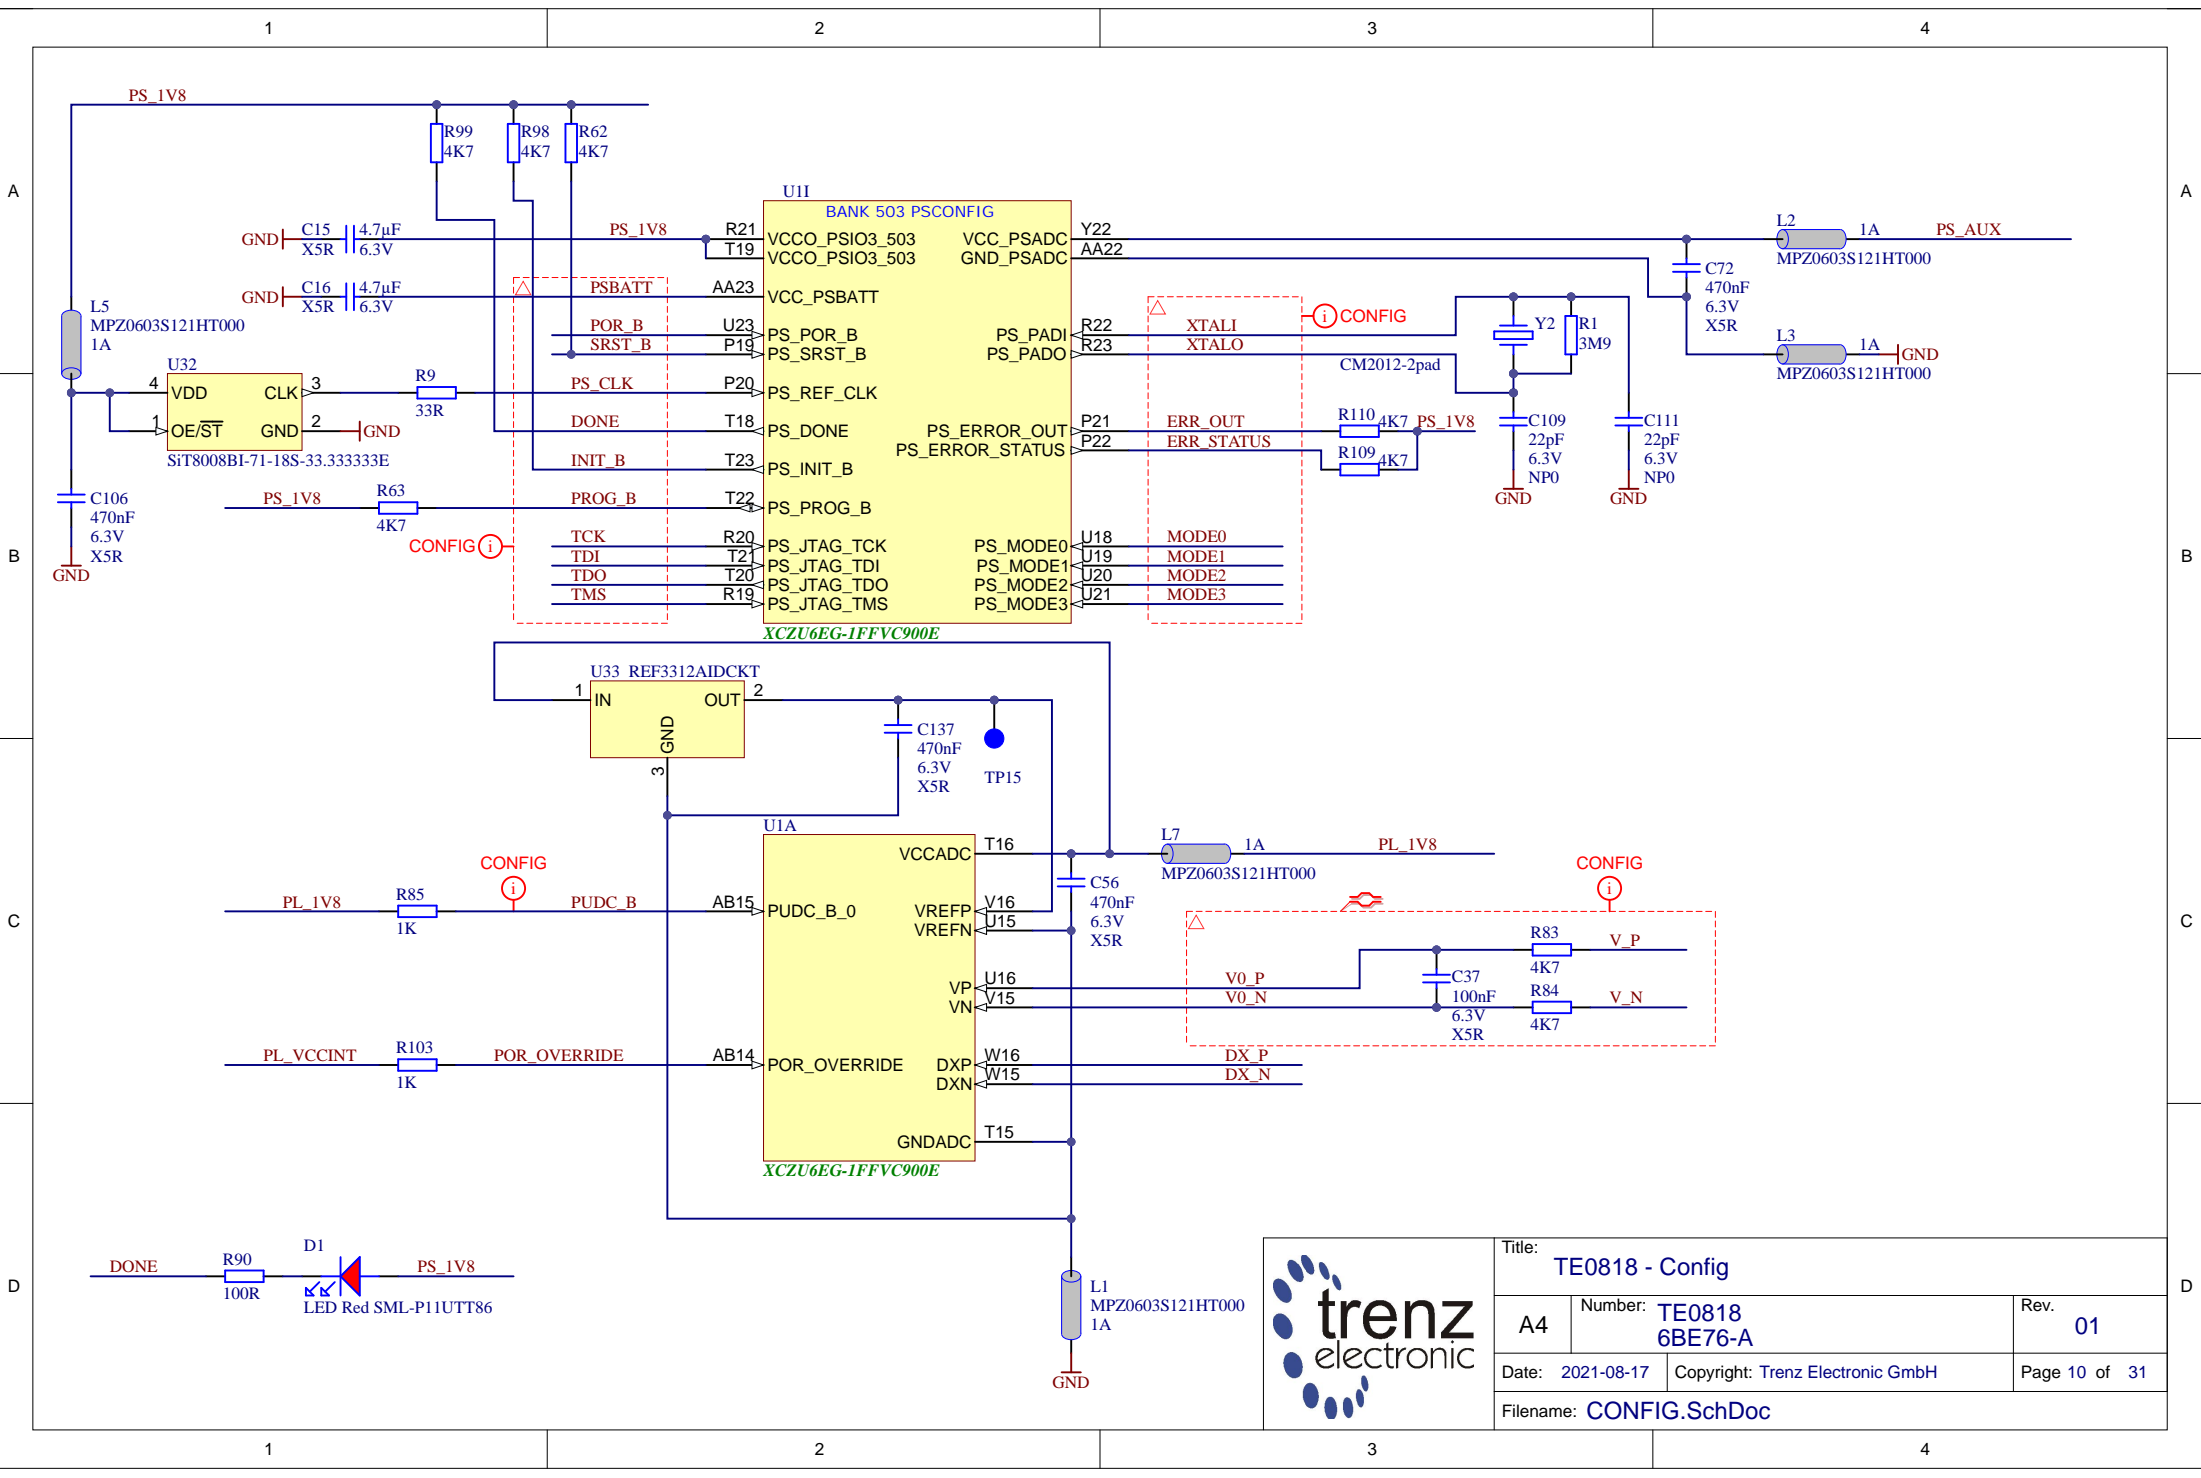 1
2
3
4
A
A
B
B
C
C
D
D
PS_1V8
R99
4K7
R98
4K7
R62
4K7
L5
MPZ0603S121HT000
1A
GND
C15
X5R
4.7µF
6.3V
PS_1V8
GND
C16
X5R
4.7µF
6.3V
PSBATT
POR_B
SRST_B
U32
4
VDD
CLK
3
1
OE/ST
GND
2
GND
SiT8008BI-71-18S-33.333333E
R9
33R
PS_CLK
DONE
INIT_B
C106
470nF
6.3V
X5R
GND
PS_1V8
R63
4K7
PROG_B
CONFIG
i
TCK
TDI
TDO
TMS
U1I
BANK 503 PSCONFIG
R21
VCCO_PSIO3_503
T19
VCCO_PSIO3_503
AA23
VCC_PSBATT
U23
PS_POR_B
P19
PS_SRST_B
P20
PS_REF_CLK
T18
PS_DONE
T23
PS_INIT_B
T22
PS_PROG_B
R20
PS_JTAG_TCK
T21
PS_JTAG_TDI
T20
PS_JTAG_TDO
R19
PS_JTAG_TMS
VCC_PSADC
Y22
GND_PSADC
AA22
PS_PADI
R22
PS_PADO
R23
PS_ERROR_OUT
P21
PS_ERROR_STATUS
P22
PS_MODE0
U18
PS_MODE1
U19
PS_MODE2
U20
PS_MODE3
U21
XCZU6EG-1FFVC900E
XTALI
XTALO
i
CONFIG
ERR_OUT
ERR_STATUS
MODE0
MODE1
MODE2
MODE3
R110
4K7
R109
4K7
PS_1V8
CM2012-2pad
Y2
R1
3M9
C109
22pF
6.3V
NP0
GND
C111
22pF
6.3V
NP0
GND
L2
1A
MPZ0603S121HT000
PS_AUX
C72
470nF
6.3V
X5R
L3
1A
MPZ0603S121HT000
GND
U33 REF3312AIDCKT
1
IN
OUT
2
GND
3
C137
470nF
6.3V
X5R
TP15
U1A
VCCADC
T16
PUDC_B_0
AB15
VREFP
V16
VREFN
U15
VP
U16
VN
V15
POR_OVERRIDE
AB14
DXP
W16
DXN
W15
GNDADC
T15
XCZU6EG-1FFVC900E
CONFIG
i
PL_1V8
R85
1K
PUDC_B
PL_VCCINT
R103
1K
POR_OVERRIDE
L7
1A
MPZ0603S121HT000
PL_1V8
C56
470nF
6.3V
X5R
CONFIG
i
V0_P
V0_N
C37
100nF
6.3V
X5R
R83
4K7
R84
4K7
V_P
V_N
DX_P
DX_N
L1
MPZ0603S121HT000
1A
GND
DONE
R90
100R
D1
LED Red SML-P11UTT86
PS_1V8
trenz
electronic
Title:
TE0818 - Config
A4
Number:
TE0818
6BE76-A
Rev.
01
Date: 2021-08-17
Copyright: Trenz Electronic GmbH
Page 10 of 31
Filename: CONFIG.SchDoc
1
2
3
4